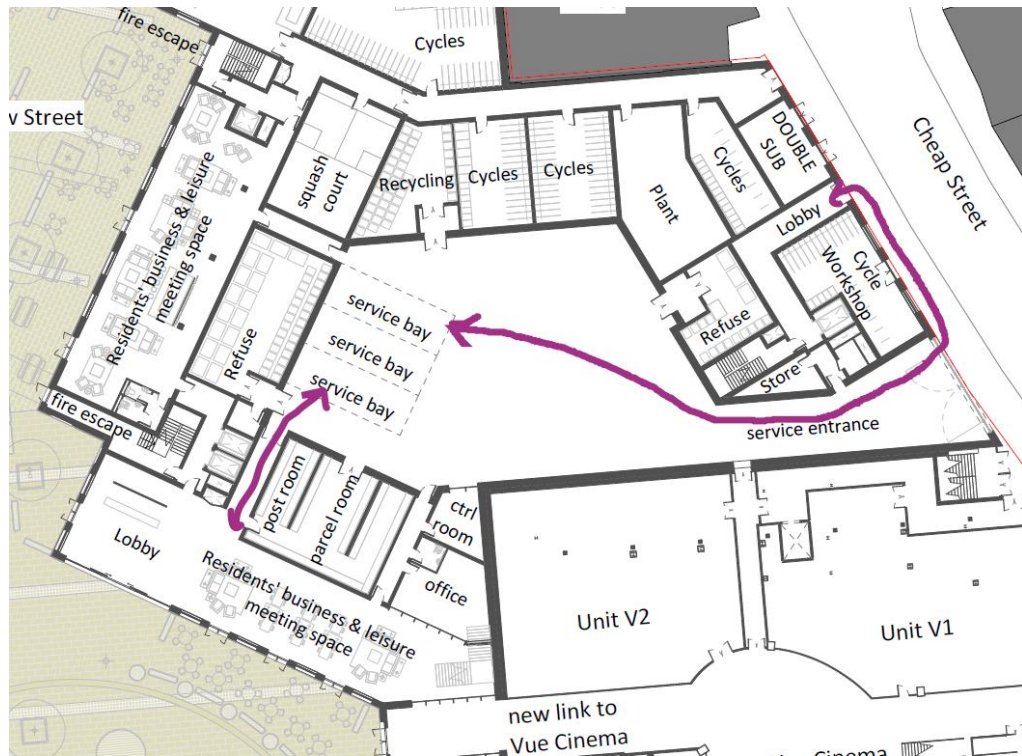 fire escape
Cycles
w Street
Cheap Street
squash
court
Recycling
Cycles
Cycles
Cycles
DOUBLE
SUB
Plant
Lobby
Residents' business & leisure
meeting space
Cycle
Workshop
service bay
service bay
service bay
Refuse
Refuse
Store
fire escape
service entrance
post room
parcel room
ctrl
room
Lobby
office
Residents' business & leisure
meeting space
Unit V2
Unit V1
new link to
Vue Cinema
Cinema